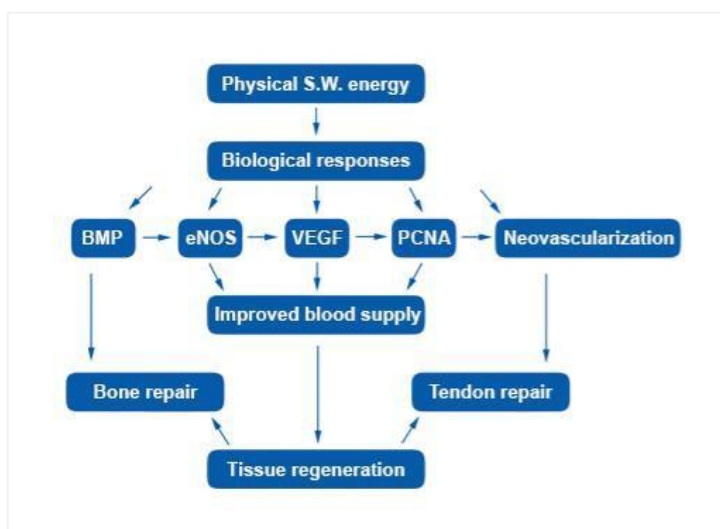 Physical S.W. energy
Biological responses
BMP
eNOS
VEGF
PCNA
Neovascularization
Improved blood supply
Bone repair
Tendon repair
Tissue regeneration